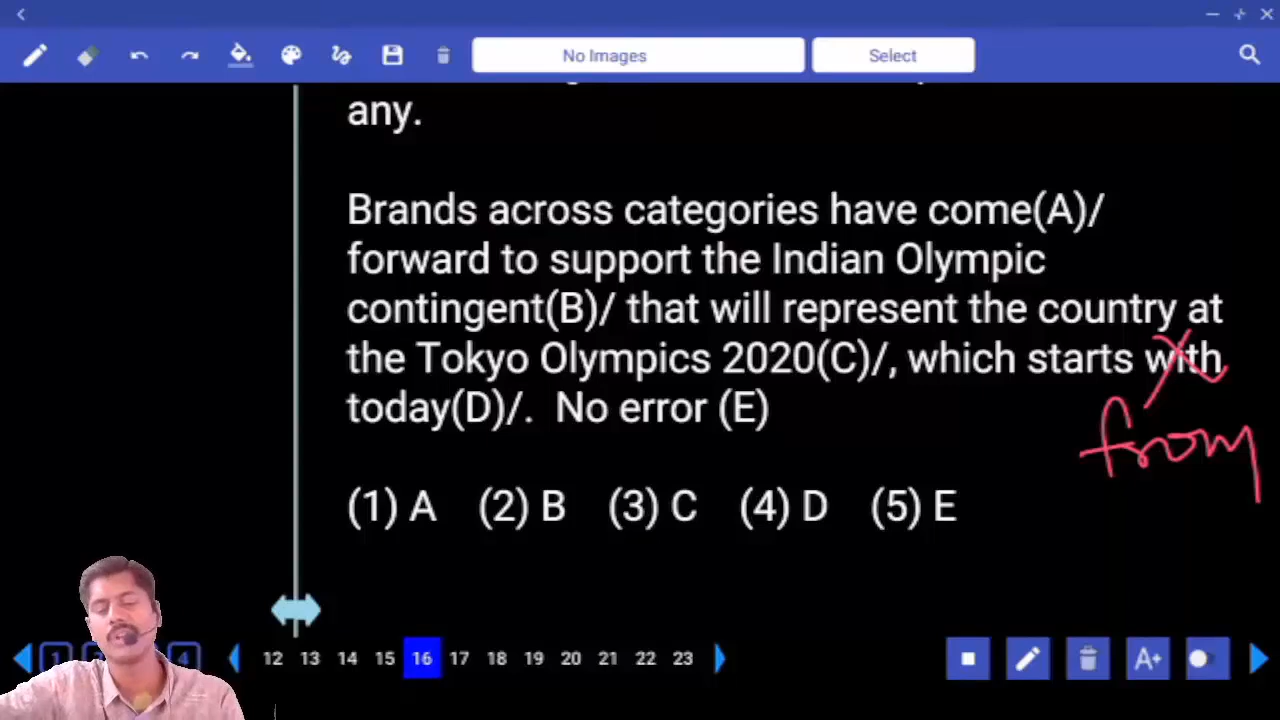 No Images
Select
any.
Brands across categories have come(A)/
forward to support the Indian Olympic
contingent(B)/ that will represent the country at
the Tokyo Olympics 2020(C)/, which starts with
today(D)/.  No error (E)
from
(1) A (2) B (3) C (4) D (5) E
1 4 12 13 14 15 16 17 18 19 20 21 22 23 A+